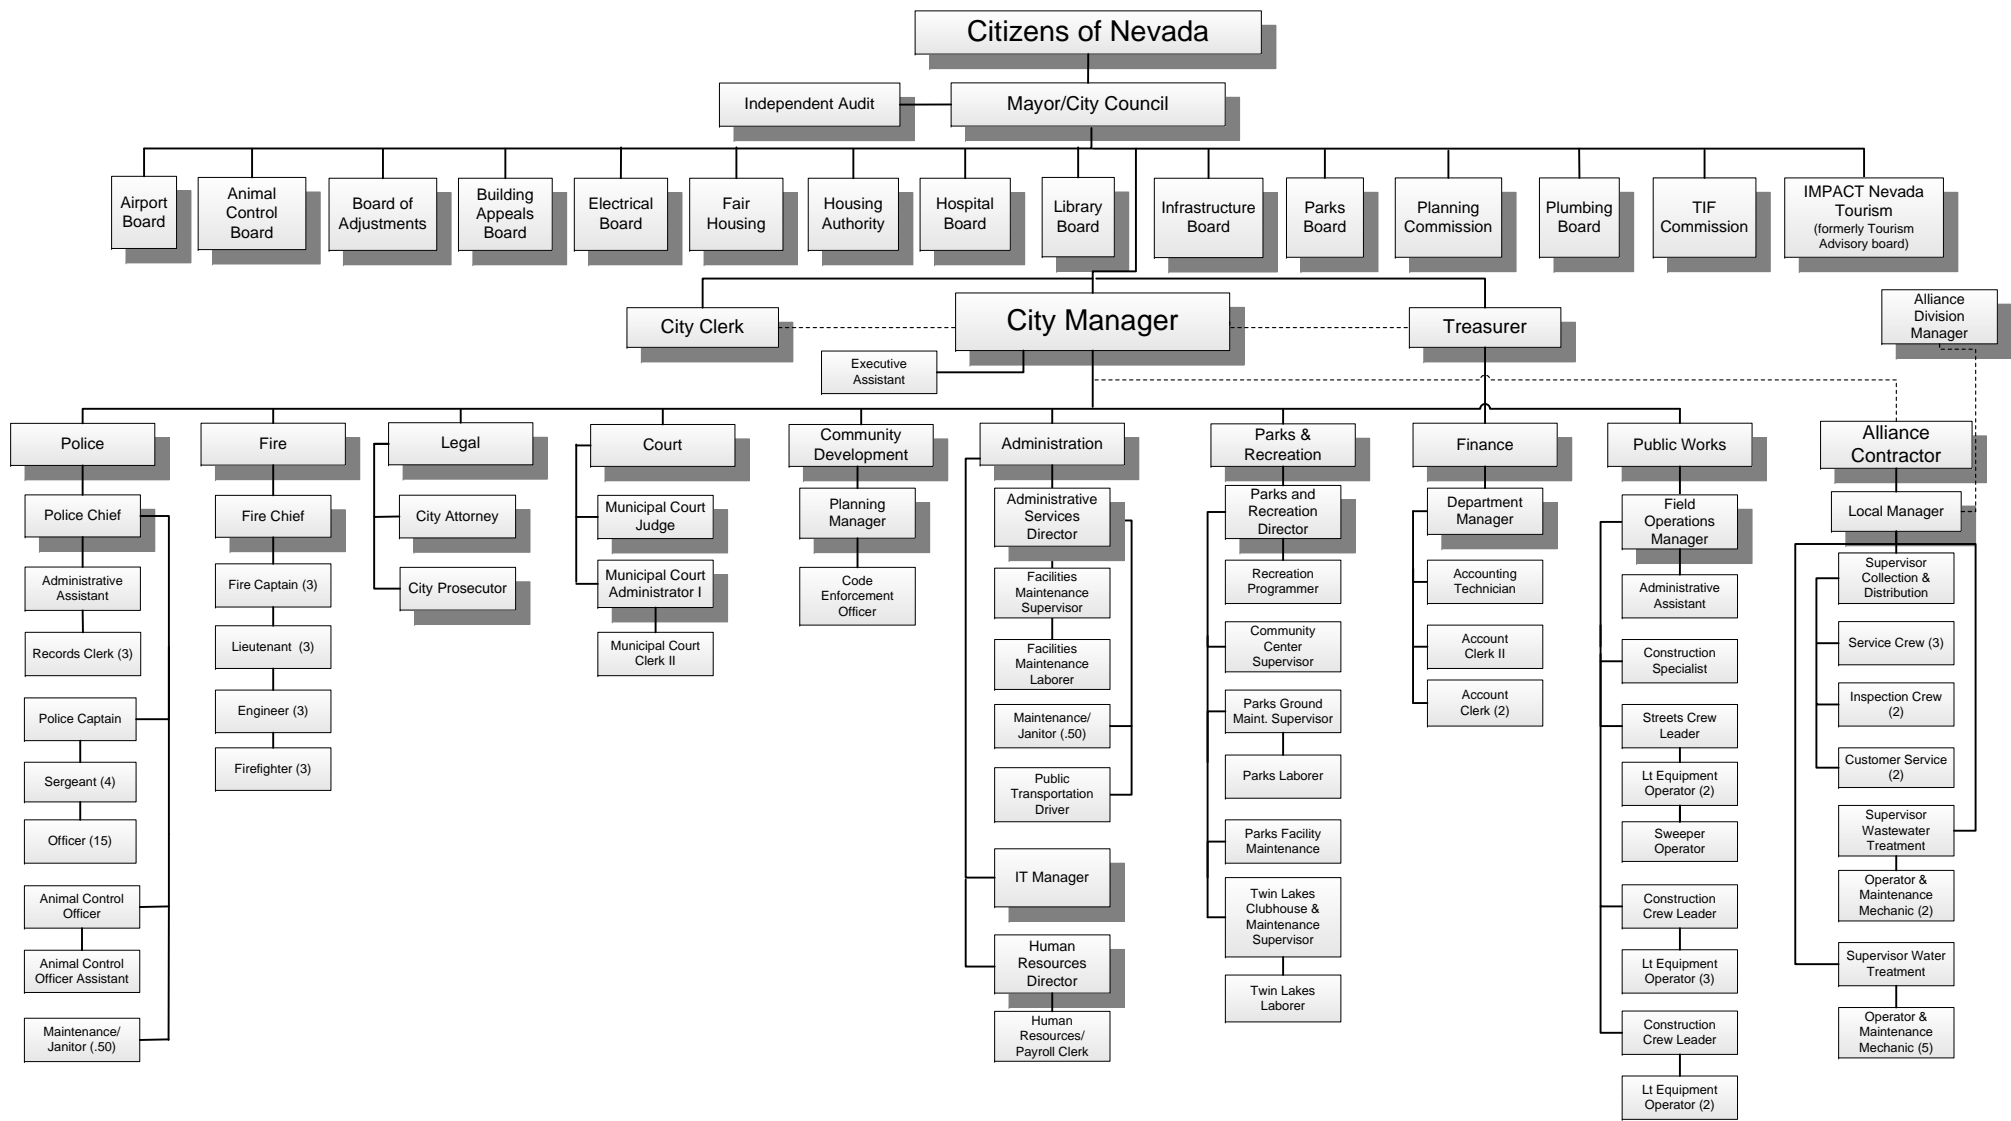 Citizens of Nevada
Independent Audit
Mayor/City Council
Airport
Board
Animal
Control
Board
Board of
Adjustments
Building
Appeals
Board
Electrical
Board
Fair
Housing
Housing
Authority
Hospital
Board
Library
Board
Infrastructure
Board
Parks
Board
Planning
Commission
Plumbing
Board
TIF
Commission
IMPACT Nevada
Tourism
(formerly Tourism
Advisory board)
City Clerk
City Manager
Treasurer
Alliance
Division
Manager
Executive
Assistant
Police
Police Chief
Administrative
Assistant
Records Clerk (3)
Police Captain
Sergeant (4)
Officer (15)
Animal Control
Officer
Animal Control
Officer Assistant
Maintenance/
Janitor (.50)
Fire
Fire Chief
Fire Captain (3)
Lieutenant (3)
Engineer (3)
Firefighter (3)
Legal
City Attorney
City Prosecutor
Court
Municipal Court
Judge
Municipal Court
Administrator I
Municipal Court
Clerk II
Community
Development
Planning
Manager
Code
Enforcement
Officer
Administration
Administrative
Services
Director
Facilities
Maintenance
Supervisor
Facilities
Maintenance
Laborer
Maintenance/
Janitor (.50)
Public
Transportation
Driver
IT Manager
Human
Resources
Director
Human
Resources/
Payroll Clerk
Parks &
Recreation
Parks and
Recreation
Director
Recreation
Programmer
Community
Center
Supervisor
Parks Ground
Maint. Supervisor
Parks Laborer
Parks Facility
Maintenance
Twin Lakes
Clubhouse &
Maintenance
Supervisor
Twin Lakes
Laborer
Finance
Department
Manager
Accounting
Technician
Account
Clerk II
Account
Clerk (2)
Public Works
Field
Operations
Manager
Administrative
Assistant
Construction
Specialist
Streets Crew
Leader
Lt Equipment
Operator (2)
Sweeper
Operator
Construction
Crew Leader
Lt Equipment
Operator (3)
Construction
Crew Leader
Lt Equipment
Operator (2)
Alliance
Contractor
Local Manager
Supervisor
Collection &
Distribution
Service Crew (3)
Inspection Crew
(2)
Customer Service
(2)
Supervisor
Wastewater
Treatment
Operator &
Maintenance
Mechanic (2)
Supervisor Water
Treatment
Operator &
Maintenance
Mechanic (5)